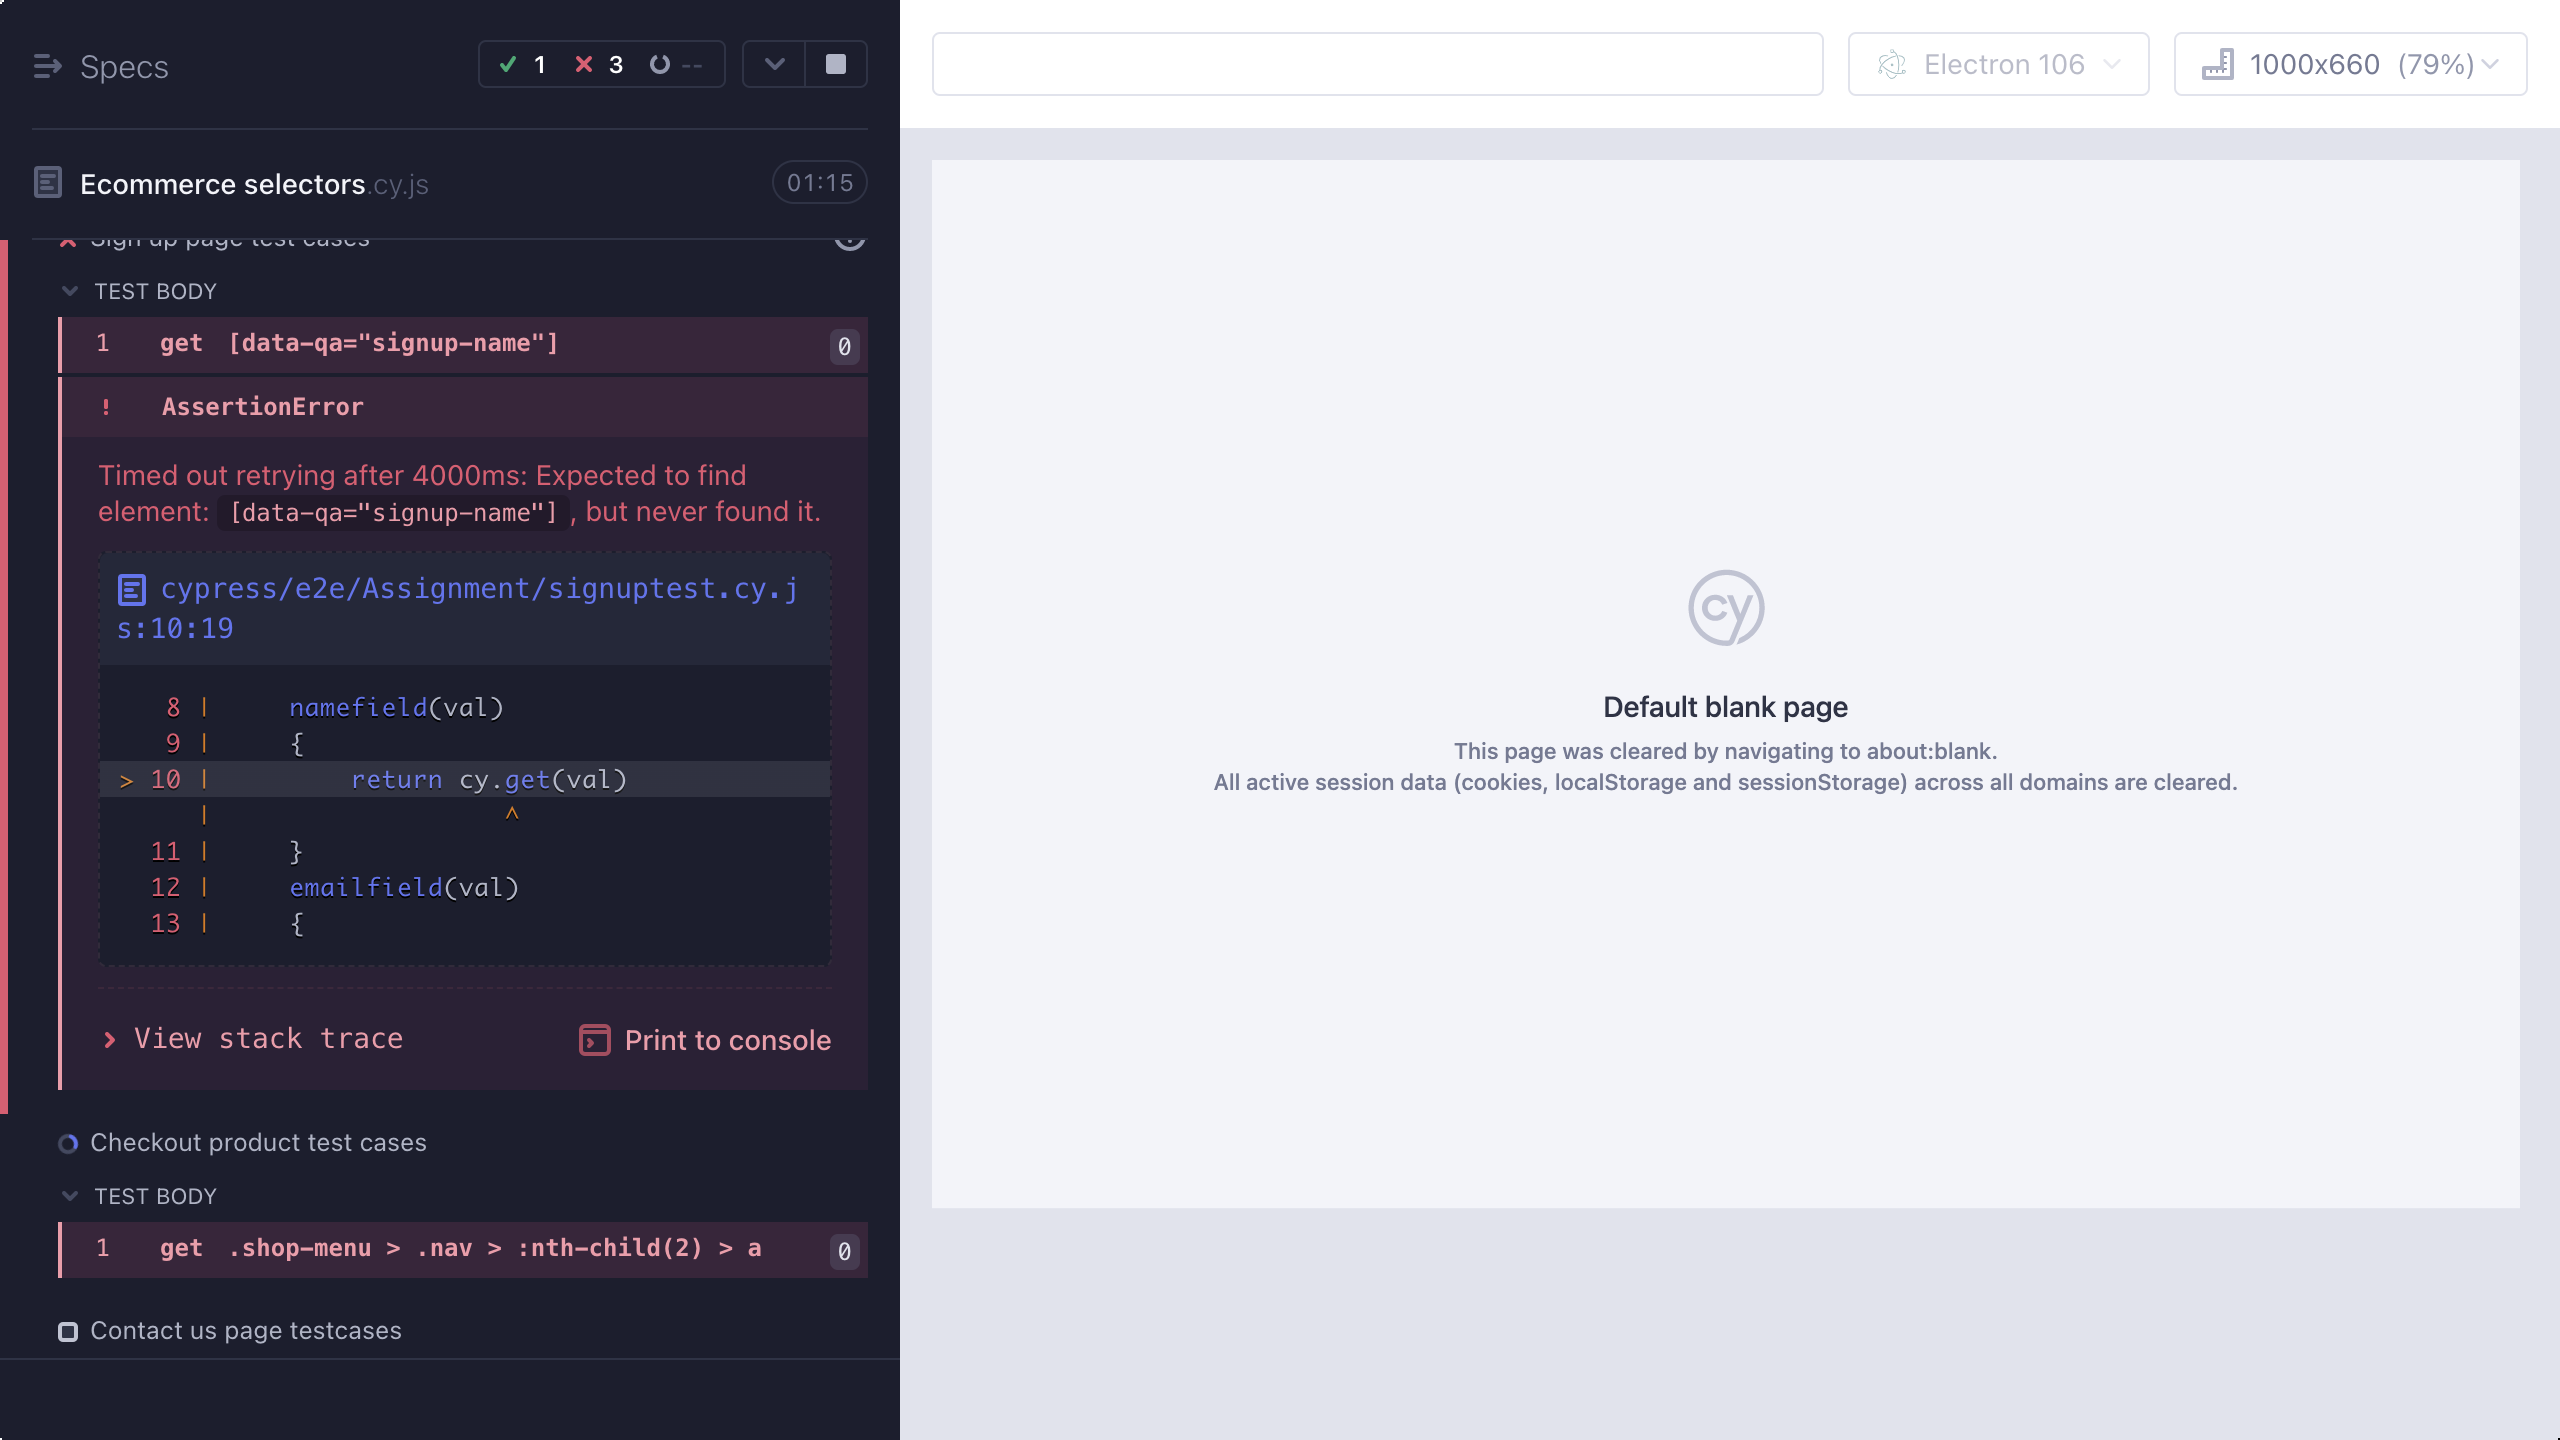 Specs
1 3 --
Ecommerce selectors.cy.js
01:15
Sign up page test cases
TEST BODY
1 get [data-qa="signup-name"] 0
! AssertionError
Timed out retrying after 4000ms: Expected to find
element: [data-qa="signup-name"], but never found it.
cypress/e2e/Assignment/signuptest.cy.j
s:10:19
8 | namefield(val)
9 | {
> 10 | return cy.get(val)
| ^
11 | }
12 | emailfield(val)
13 | {
View stack trace
Print to console
Checkout product test cases
TEST BODY
1 get .shop-menu > .nav > :nth-child(2) > a 0
Contact us page testcases
Electron 106
1000x660 (79%)
cy
Default blank page
This page was cleared by navigating to about:blank.
All active session data (cookies, localStorage and sessionStorage) across all domains are cleared.